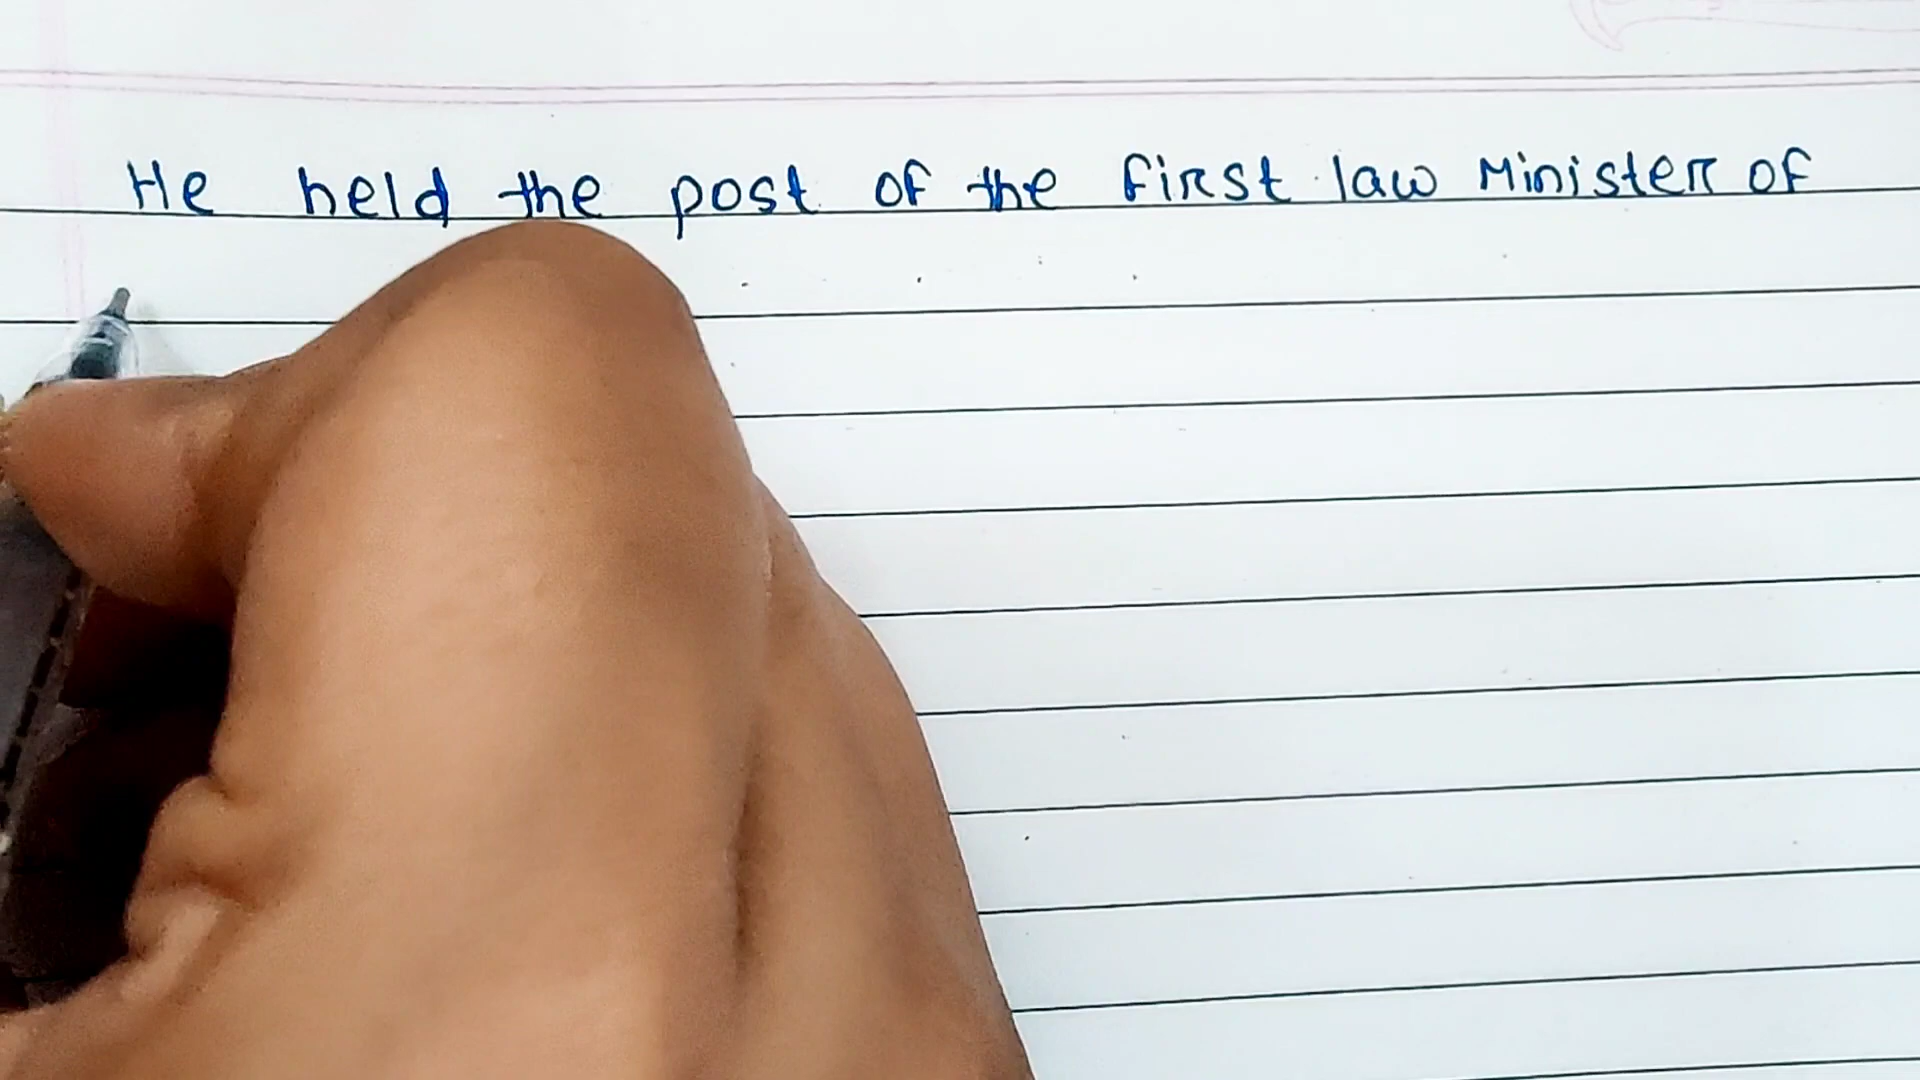 He held the post of the first law Minister of